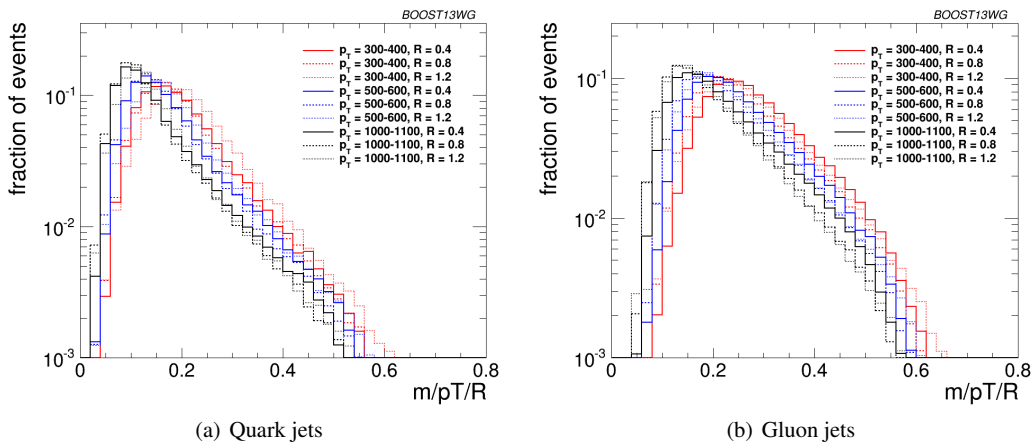 BOOST13WG
fraction of events
10⁻¹
10⁻²
10⁻³
p_T = 300-400, R = 0.4
p_T = 300-400, R = 0.8
p_T = 300-400, R = 1.2
p_T = 500-600, R = 0.4
p_T = 500-600, R = 0.8
p_T = 500-600, R = 1.2
p_T = 1000-1100, R = 0.4
p_T = 1000-1100, R = 0.8
p_T = 1000-1100, R = 1.2
0 0.2 0.4 0.6 0.8
m/pT/R
(a) Quark jets
BOOST13WG
fraction of events
10⁻¹
10⁻²
10⁻³
p_T = 300-400, R = 0.4
p_T = 300-400, R = 0.8
p_T = 300-400, R = 1.2
p_T = 500-600, R = 0.4
p_T = 500-600, R = 0.8
p_T = 500-600, R = 1.2
p_T = 1000-1100, R = 0.4
p_T = 1000-1100, R = 0.8
p_T = 1000-1100, R = 1.2
0 0.2 0.4 0.6 0.8
m/pT/R
(b) Gluon jets